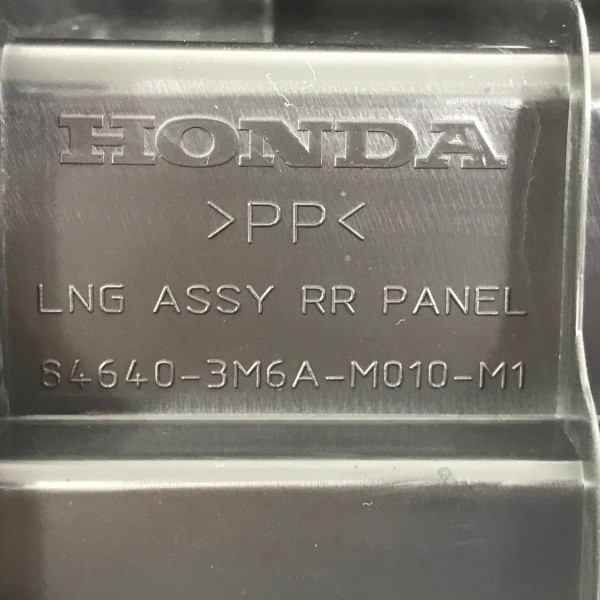 HONDA
>PP<
LNG ASSY RR PANEL
84640-3M6A-M010-M1